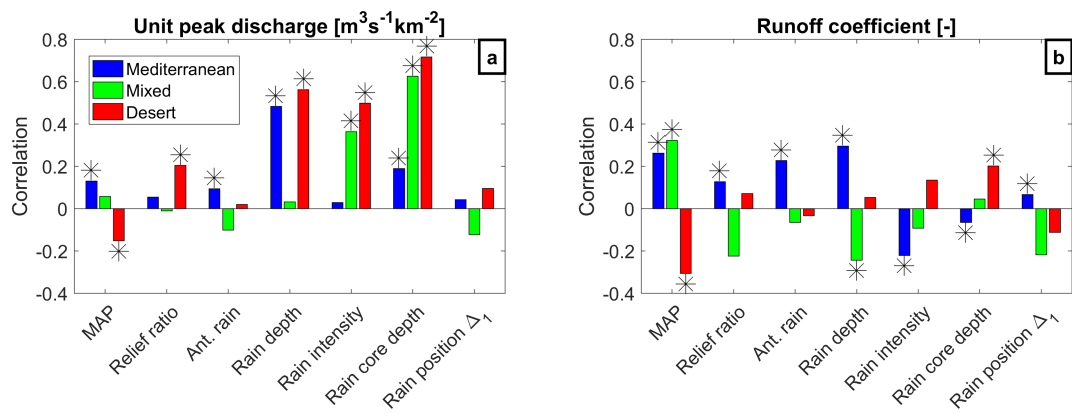 Unit peak discharge [m³s⁻¹km⁻²]
a
Mediterranean
Mixed
Desert
Correlation
0.8
0.6
0.4
0.2
0
-0.2
-0.4
MAP
Relief ratio
Ant. rain
Rain depth
Rain intensity
Rain core depth
Rain position Δ₁
Runoff coefficient [-]
b
Correlation
0.8
0.6
0.4
0.2
0
-0.2
-0.4
MAP
Relief ratio
Ant. rain
Rain depth
Rain intensity
Rain core depth
Rain position Δ₁